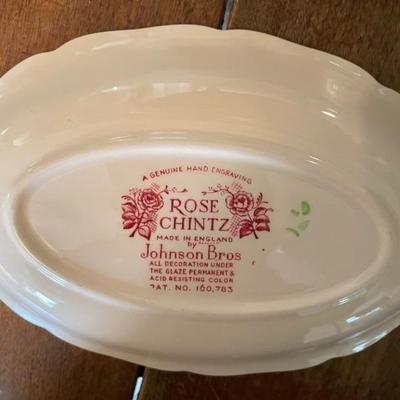 A GENUINE HAND ENGRAVING
ROSE
CHINTZ
MADE IN ENGLAND
by
Johnson Bros
ALL DECORATION UNDER
THE GLAZE PERMANENT &
ACID RESISTING COLOR
PAT. NO. 160,783